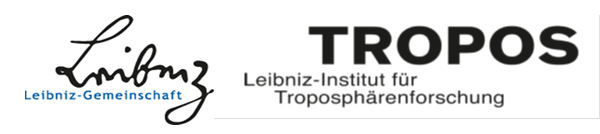 Leibniz
Leibniz-Gemeinschaft
TROPOS
Leibniz-Institut für
Troposphärenforschung